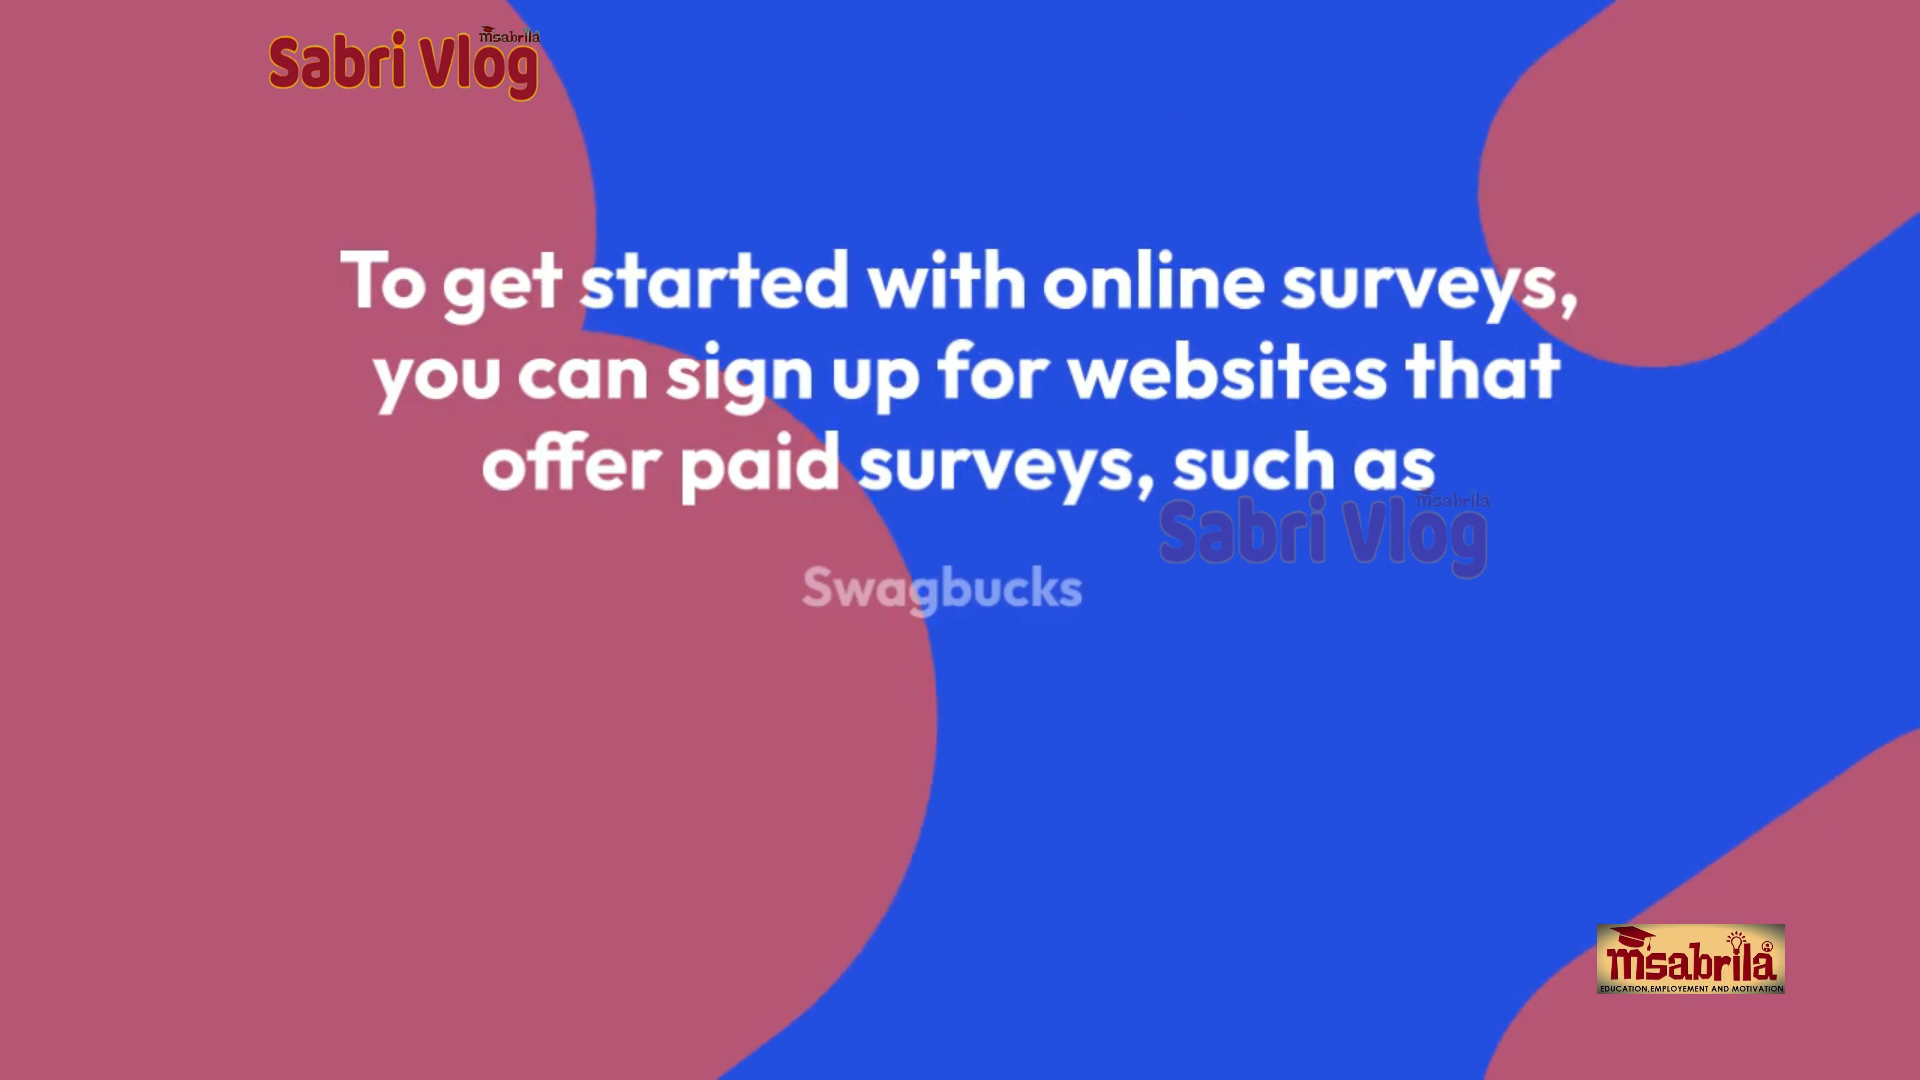 msabrila
Sabri Vlog
To get started with online surveys,
you can sign up for websites that
offer paid surveys, such as
msabrila
Sabri Vlog
Swagbucks
msabrila
EDUCATION,EMPLOYEMENT AND MOTIVATION